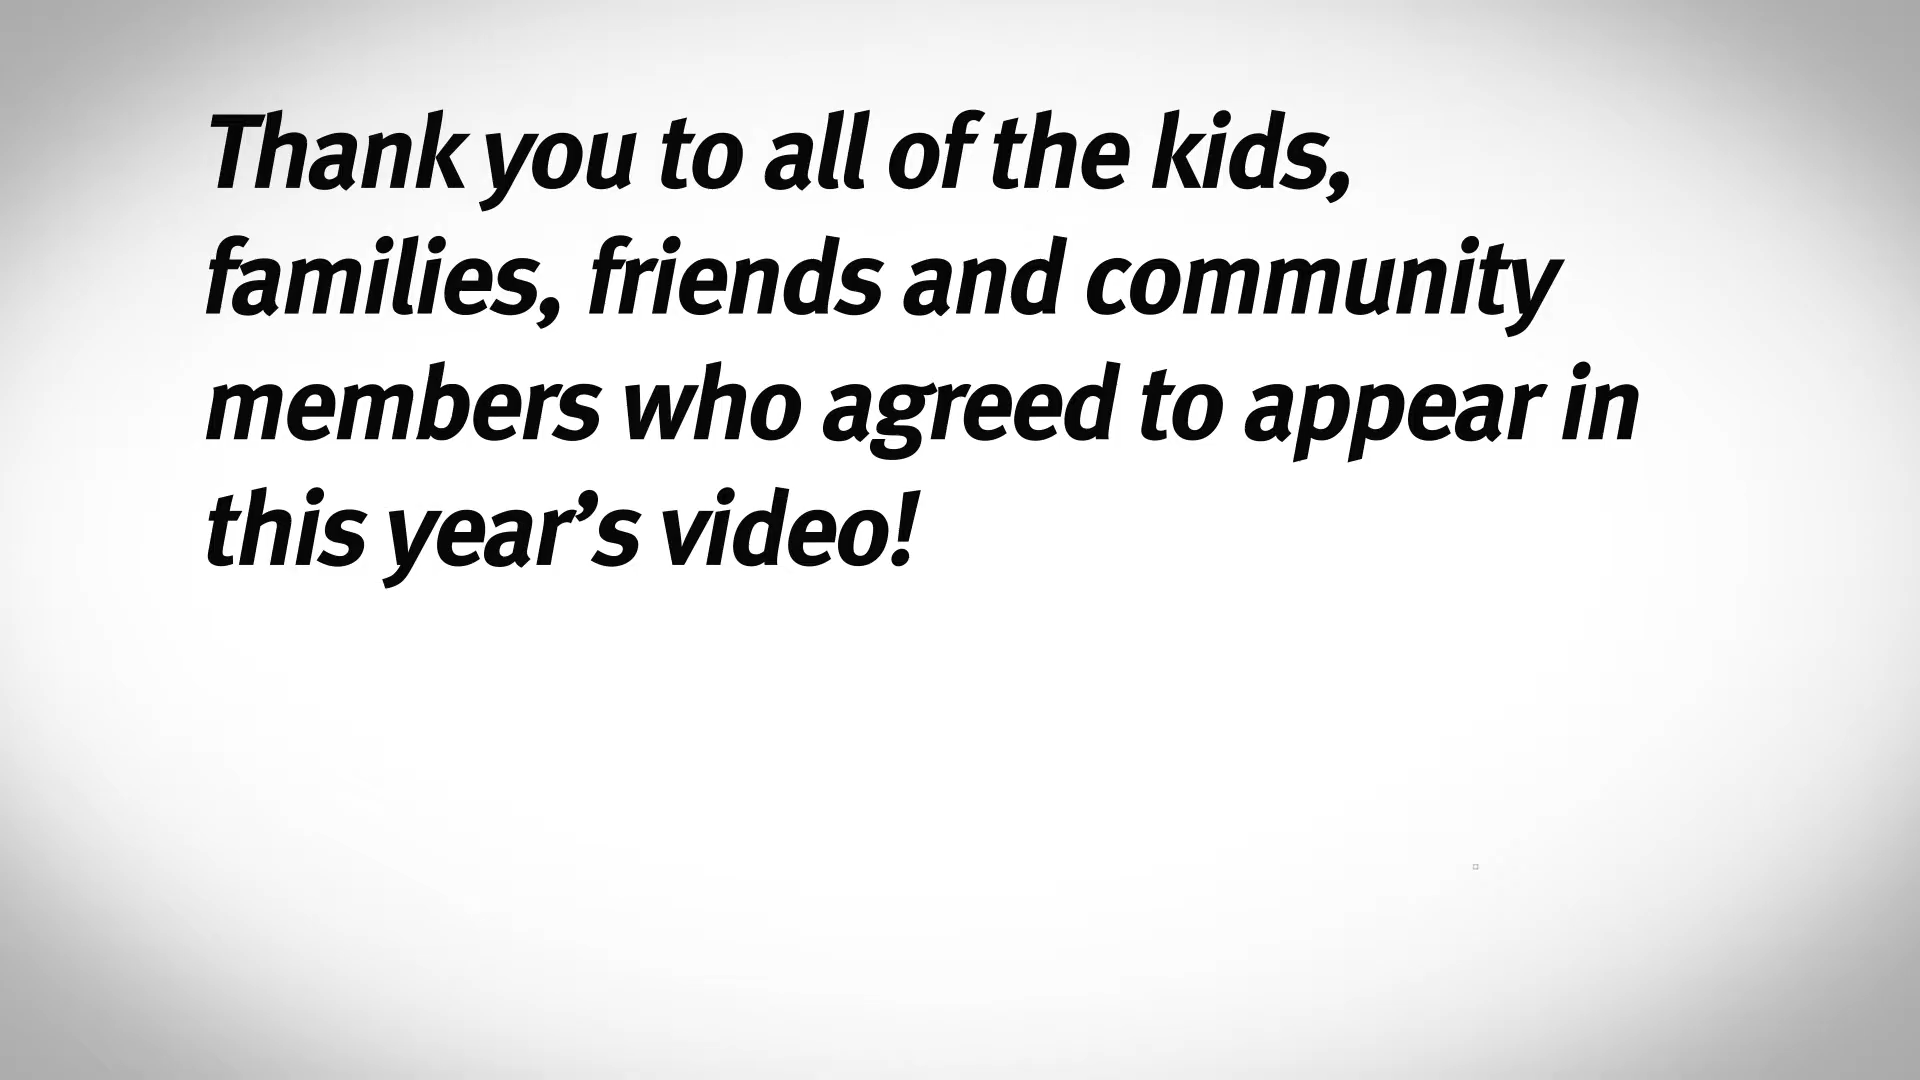 Thank you to all of the kids,
families, friends and community
members who agreed to appear in
this year’s video!